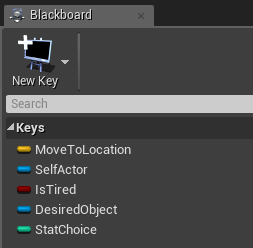 Blackboard
New Key
Search
Keys
MoveToLocation
SelfActor
IsTired
DesiredObject
StatChoice